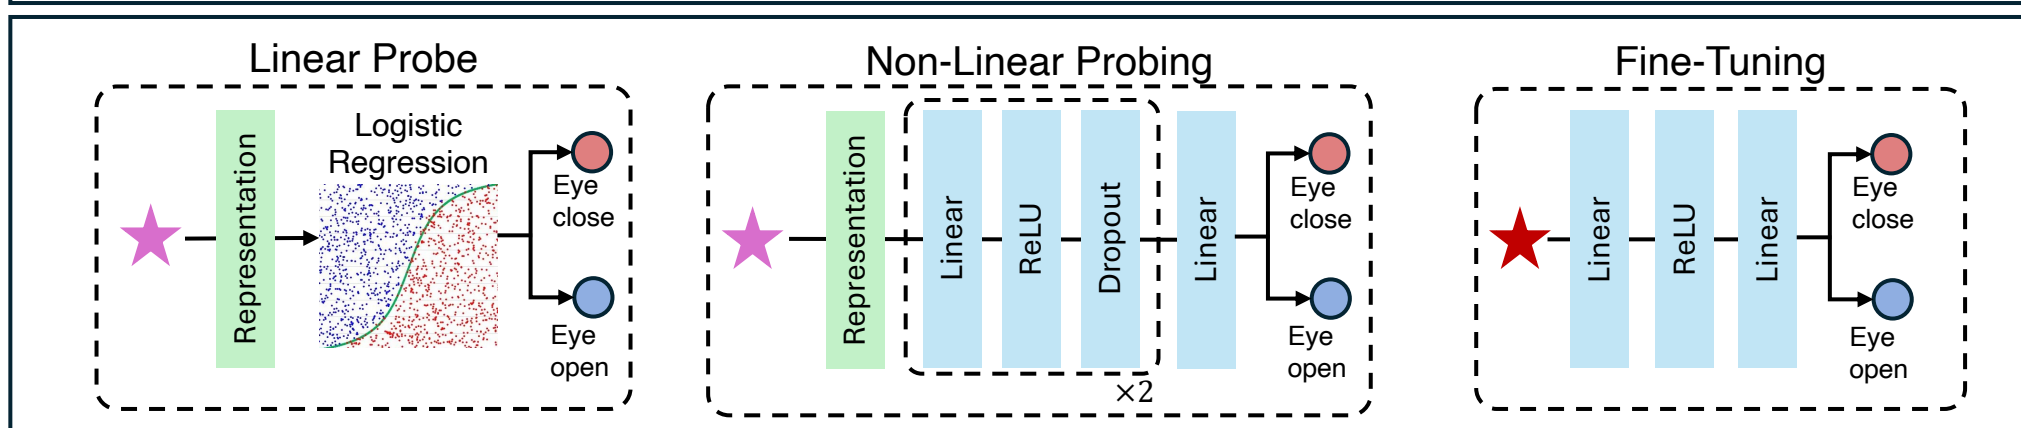 Linear Probe
Representation
Logistic
Regression
Eye
close
Eye
open
Non-Linear Probing
Representation
Linear
ReLU
Dropout
×2
Linear
Eye
close
Eye
open
Fine-Tuning
Linear
ReLU
Linear
Eye
close
Eye
open